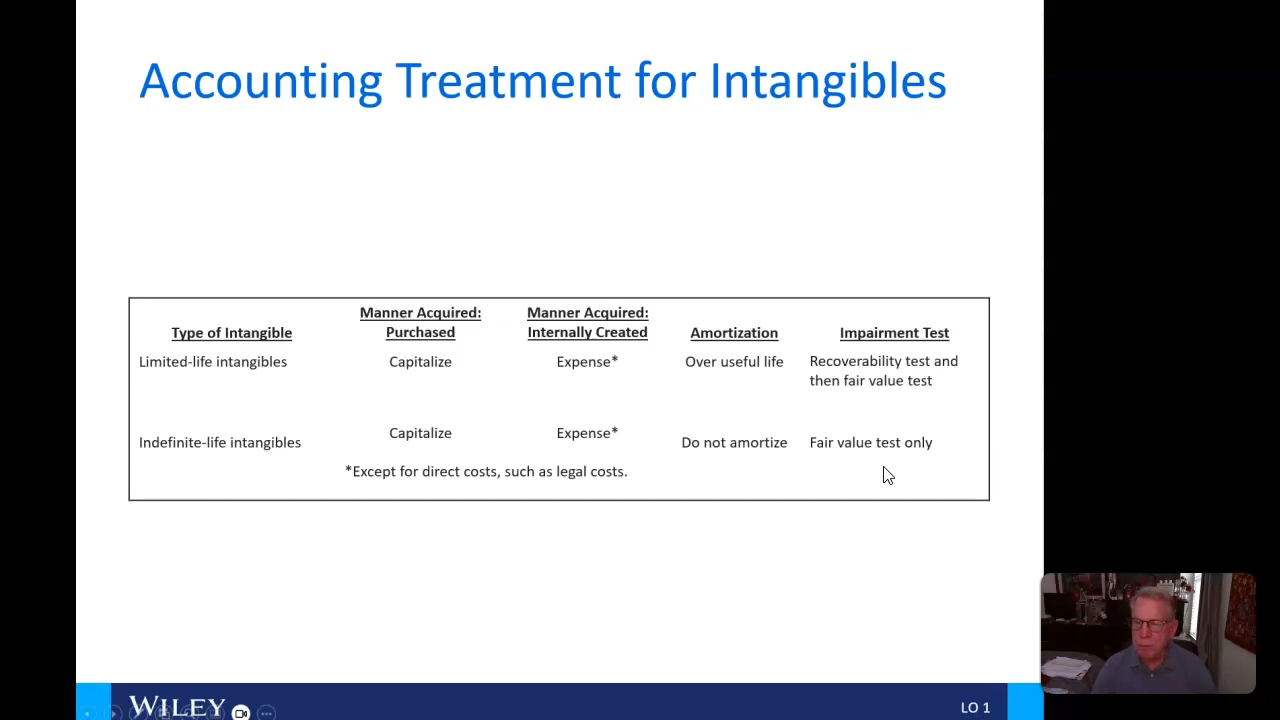 Accounting Treatment for Intangibles
Manner Acquired: Manner Acquired:
Type of Intangible Purchased Internally Created Amortization Impairment Test
Limited-life intangibles Capitalize Expense* Over useful life Recoverability test and
then fair value test
Indefinite-life intangibles Capitalize Expense* Do not amortize Fair value test only
*Except for direct costs, such as legal costs.
WILEY
LO 1